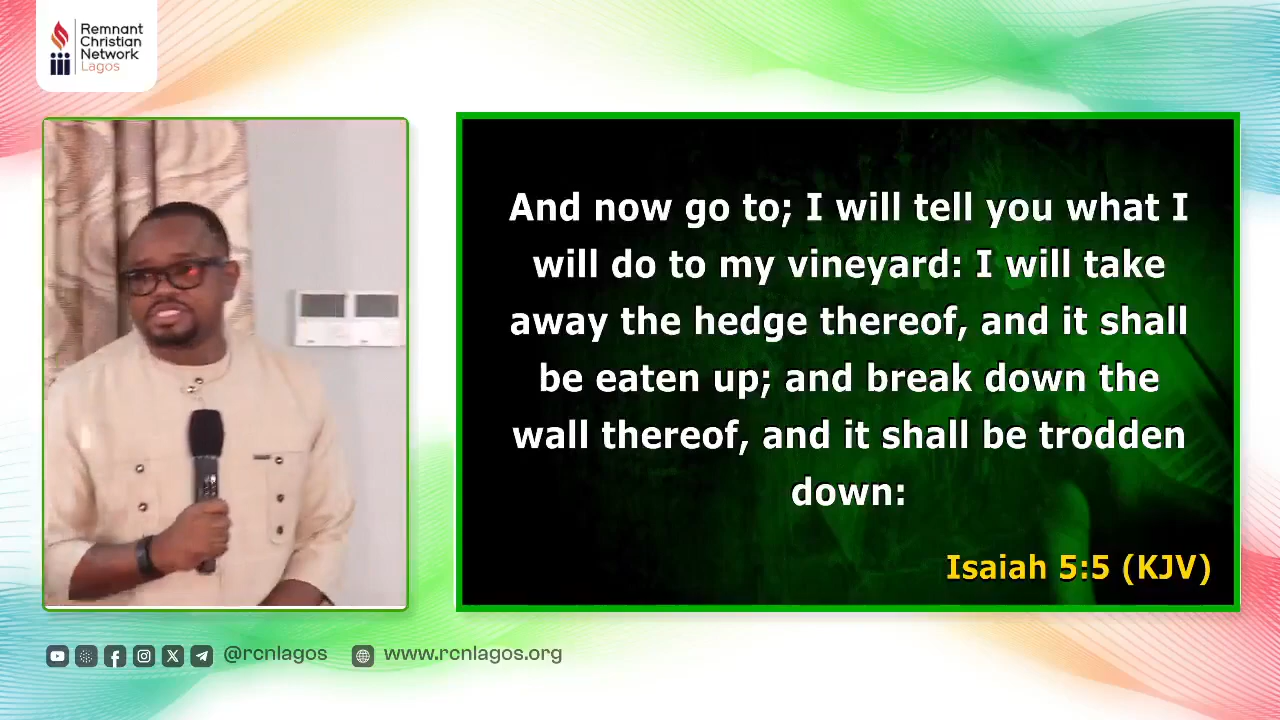 Remnant
Christian
Network
Lagos
And now go to; I will tell you what I
will do to my vineyard: I will take
away the hedge thereof, and it shall
be eaten up; and break down the
wall thereof, and it shall be trodden
down:
Isaiah 5:5 (KJV)
@rcnlagos www.rcnlagos.org